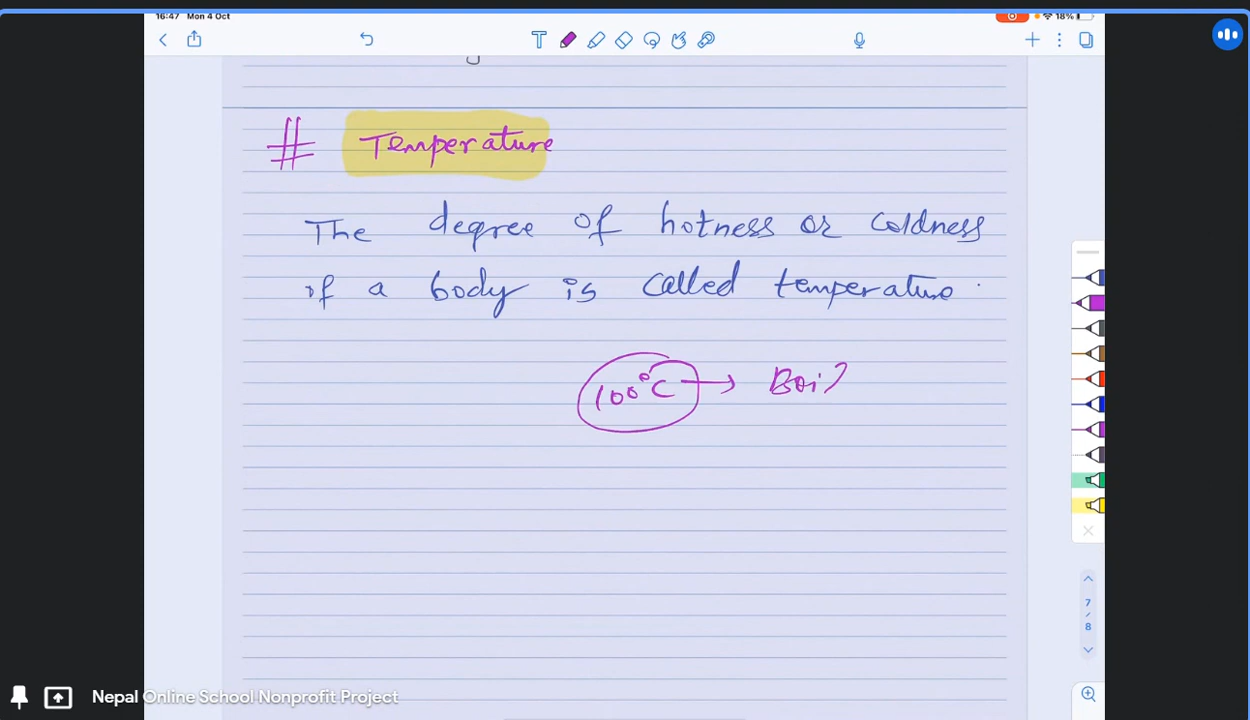 16:47 Mon 4 Oct
18%
# Temperature
The degree of hotness or coldness
of a body is called temperature.
100°C → Boil
7
/
8
Nepal Online School Nonprofit Project